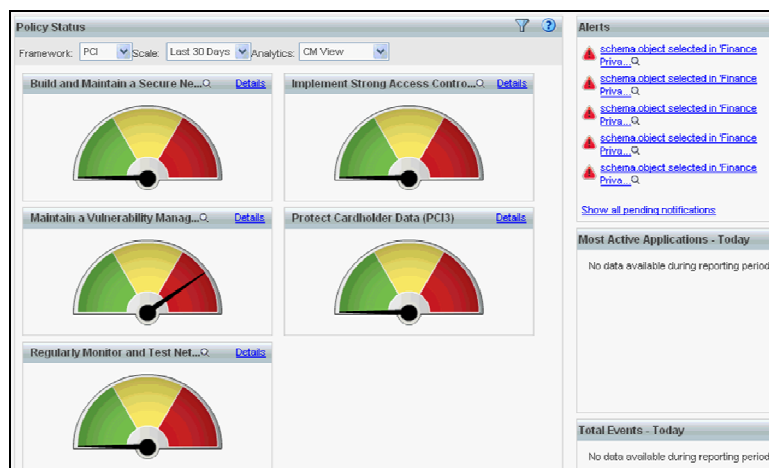 Policy Status
Framework: PCI Scale: Last 30 Days Analytics: CM View
Build and Maintain a Secure Ne... Details
Implement Strong Access Contro... Details
Maintain a Vulnerability Manag... Details
Protect Cardholder Data (PCI3) Details
Regularly Monitor and Test Net... Details
Alerts
schema.object selected in 'Finance
Priva...
schema.object selected in 'Finance
Priva...
schema.object selected in 'Finance
Priva...
schema.object selected in 'Finance
Priva...
schema.object selected in 'Finance
Priva...
Show all pending notifications
Most Active Applications - Today
No data available during reporting period
Total Events - Today
No data available during reporting period